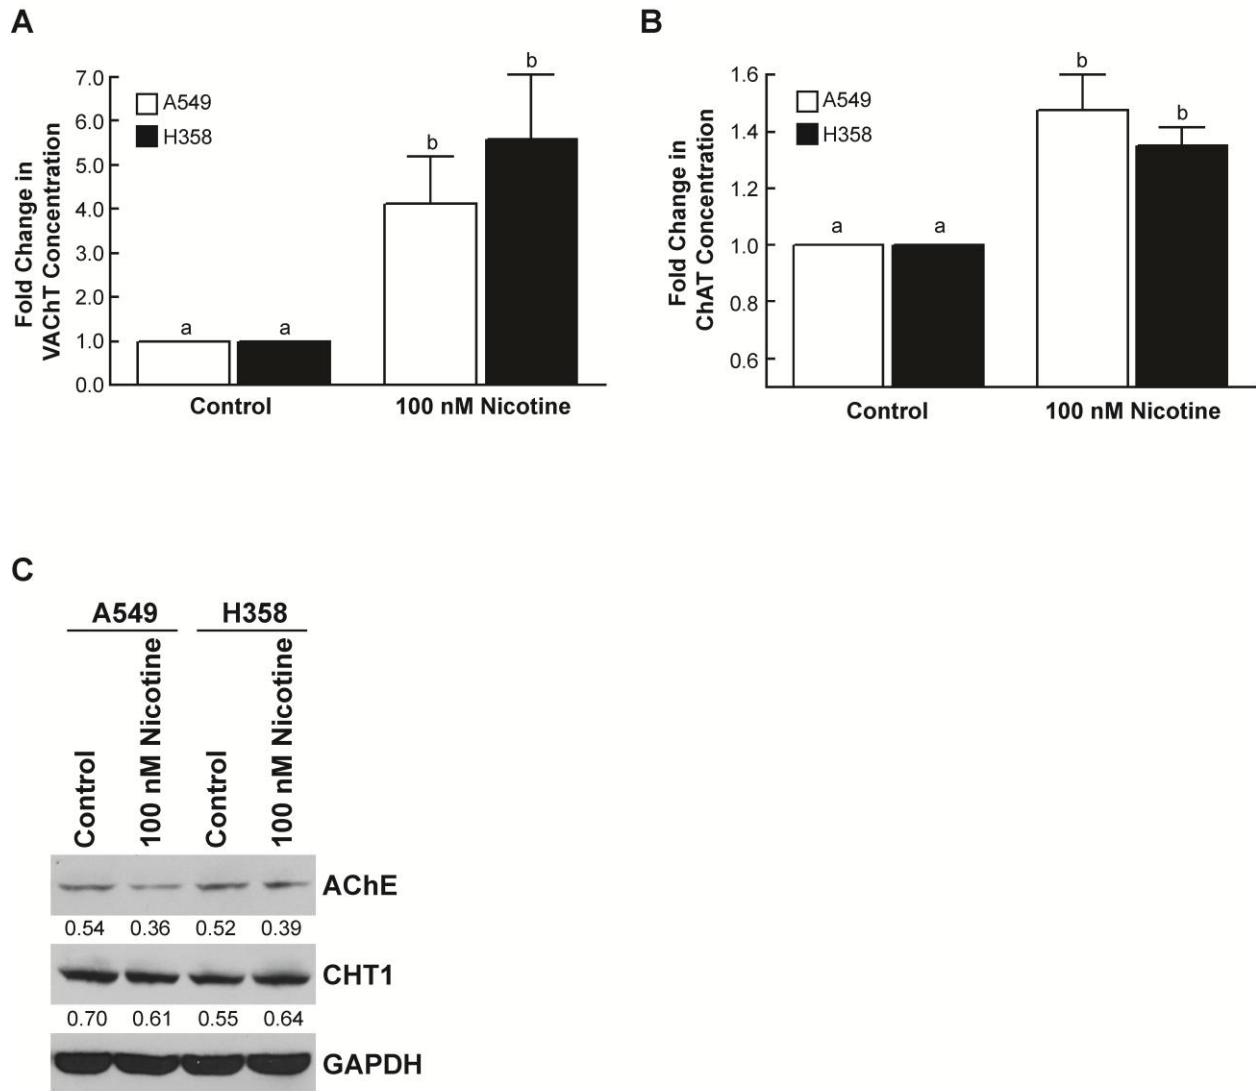 A
Fold Change in
VAChT Concentration
7.0
6.0
5.0
4.0
3.0
2.0
1.0
0.0
A549
H358
a
a
b
b
Control
100 nM Nicotine
B
Fold Change in
ChAT Concentration
1.6
1.4
1.2
1.0
0.8
0.6
A549
H358
a
a
b
b
Control
100 nM Nicotine
C
A549 H358
Control
100 nM Nicotine
Control
100 nM Nicotine
AChE
0.54 0.36 0.52 0.39
CHT1
0.70 0.61 0.55 0.64
GAPDH